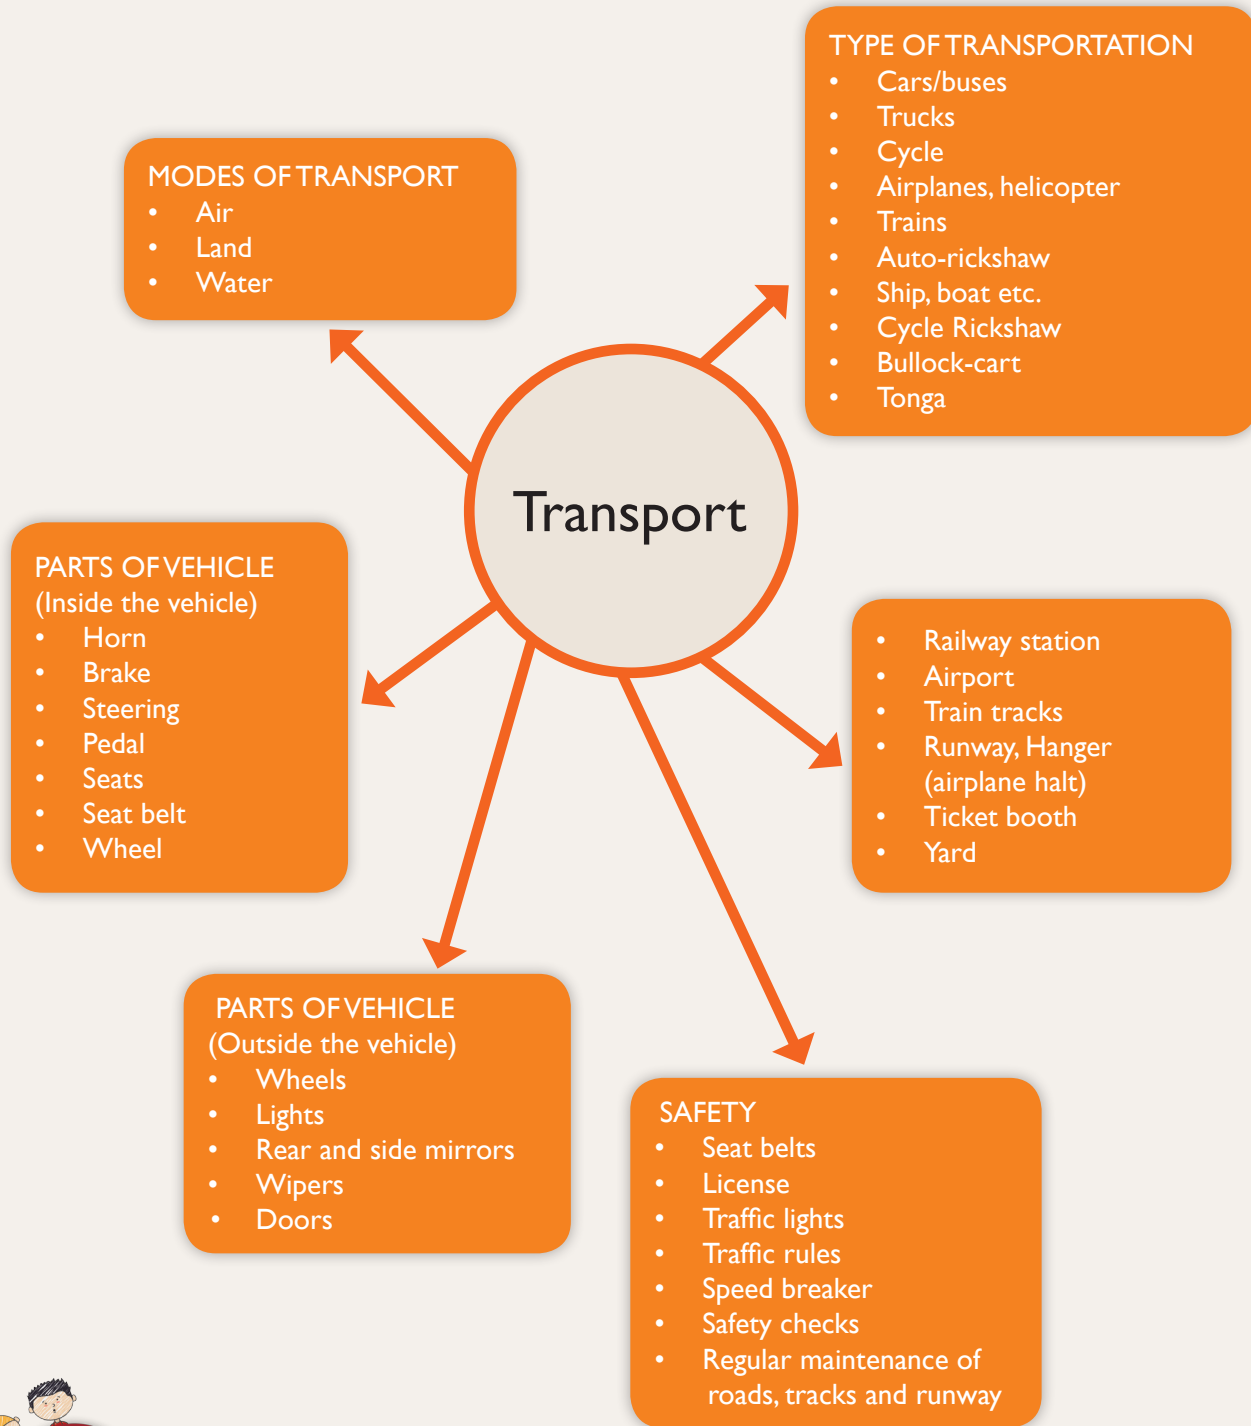 TYPE OF TRANSPORTATION
• Cars/buses
• Trucks
• Cycle
• Airplanes, helicopter
• Trains
• Auto-rickshaw
• Ship, boat etc.
• Cycle Rickshaw
• Bullock-cart
• Tonga
MODES OF TRANSPORT
• Air
• Land
• Water
Transport
PARTS OF VEHICLE
(Inside the vehicle)
• Horn
• Brake
• Steering
• Pedal
• Seats
• Seat belt
• Wheel
• Railway station
• Airport
• Train tracks
• Runway, Hanger
(airplane halt)
• Ticket booth
• Yard
PARTS OF VEHICLE
(Outside the vehicle)
• Wheels
• Lights
• Rear and side mirrors
• Wipers
• Doors
SAFETY
• Seat belts
• License
• Traffic lights
• Traffic rules
• Speed breaker
• Safety checks
• Regular maintenance of
roads, tracks and runway